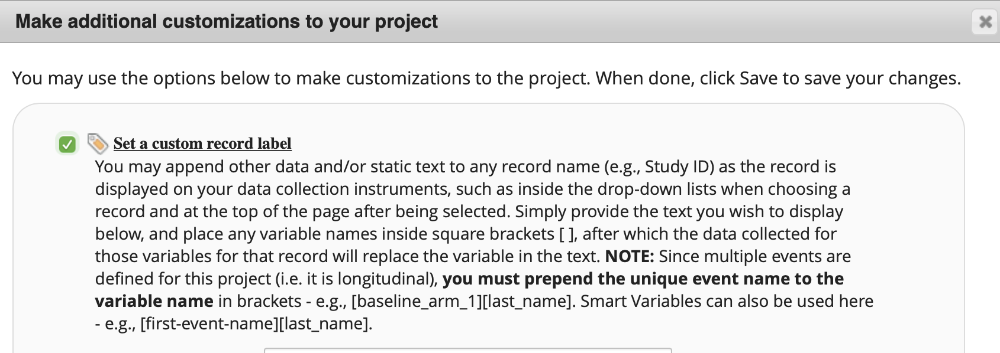 Make additional customizations to your project
You may use the options below to make customizations to the project. When done, click Save to save your changes.
Set a custom record label
You may append other data and/or static text to any record name (e.g., Study ID) as the record is
displayed on your data collection instruments, such as inside the drop-down lists when choosing a
record and at the top of the page after being selected. Simply provide the text you wish to display
below, and place any variable names inside square brackets [ ], after which the data collected for
those variables for that record will replace the variable in the text. NOTE: Since multiple events are
defined for this project (i.e. it is longitudinal), you must prepend the unique event name to the
variable name in brackets - e.g., [baseline_arm_1][last_name]. Smart Variables can also be used here
- e.g., [first-event-name][last_name].